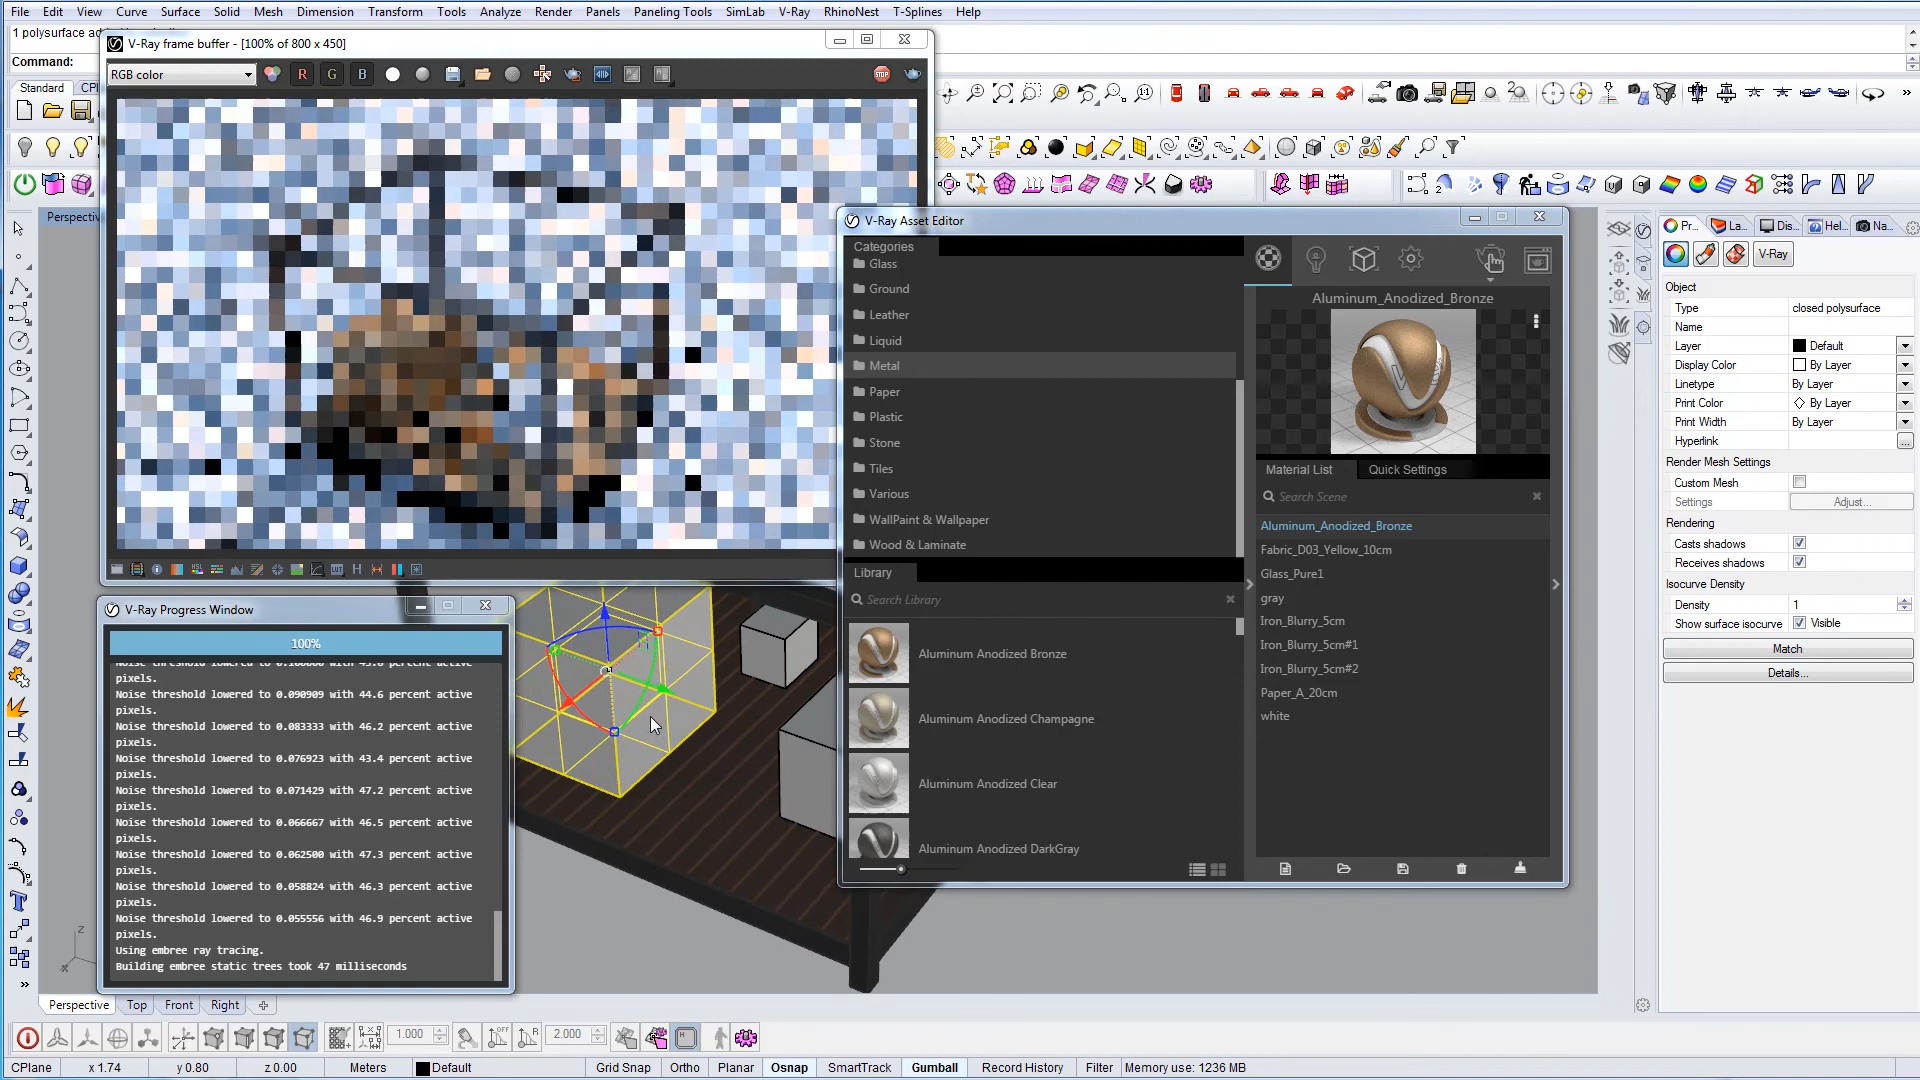 File Edit View Curve Surface Solid Mesh Dimension Transform Tools Analyze Render Panels Paneling Tools SimLab V-Ray RhinoNest T-Splines Help
1 polysurface ad
Command:
V-Ray frame buffer - [100% of 800 x 450]
RGB color
R G B
Standard
Perspectiv
V-Ray Asset Editor
Categories
Glass
Ground
Leather
Liquid
Metal
Paper
Plastic
Stone
Tiles
Various
WallPaint & Wallpaper
Wood & Laminate
Library
Search Library
Aluminum Anodized Bronze
Aluminum Anodized Champagne
Aluminum Anodized Clear
Aluminum Anodized DarkGray
Aluminum_Anodized_Bronze
Material List Quick Settings
Search Scene
Aluminum_Anodized_Bronze
Fabric_D03_Yellow_10cm
Glass_Pure1
gray
Iron_Blurry_5cm
Iron_Blurry_5cm#1
Iron_Blurry_5cm#2
Paper_A_20cm
white
Pr... La... Dis... Hel... Na...
V-Ray
Object
Type closed polysurface
Name
Layer Default
Display Color By Layer
Linetype By Layer
Print Color By Layer
Print Width By Layer
Hyperlink ...
Render Mesh Settings
Custom Mesh
Settings Adjust...
Rendering
Casts shadows
Receives shadows
Isocurve Density
Density 1
Show surface isocurve Visible
Match
Details...
V-Ray Progress Window
100%
pixels.
Noise threshold lowered to 0.090909 with 44.6 percent active
pixels.
Noise threshold lowered to 0.083333 with 46.2 percent active
pixels.
Noise threshold lowered to 0.076923 with 43.4 percent active
pixels.
Noise threshold lowered to 0.071429 with 47.2 percent active
pixels.
Noise threshold lowered to 0.066667 with 46.5 percent active
pixels.
Noise threshold lowered to 0.062500 with 47.3 percent active
pixels.
Noise threshold lowered to 0.058824 with 46.3 percent active
pixels.
Noise threshold lowered to 0.055556 with 46.9 percent active
pixels.
Using embree ray tracing.
Building embree static trees took 47 milliseconds
z
x
Perspective Top Front Right
1.000 2.000
CPlane x 1.74 y 0.80 z 0.00 Meters Default Grid Snap Ortho Planar Osnap SmartTrack Gumball Record History Filter Memory use: 1236 MB